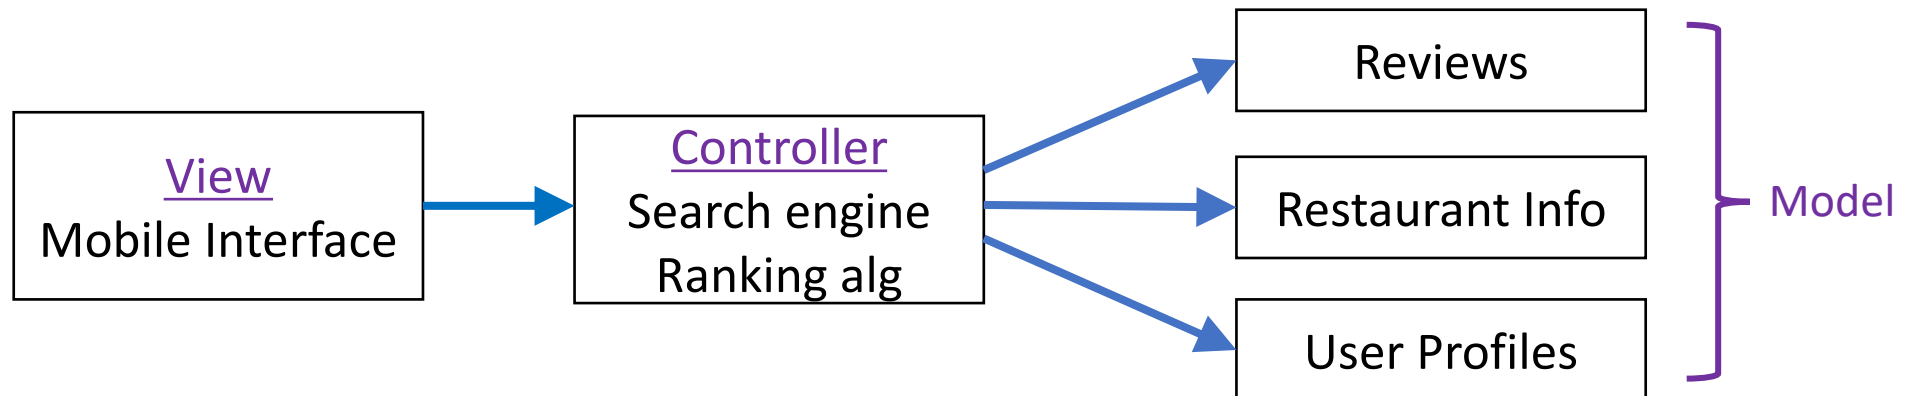 View
Mobile Interface
Controller
Search engine
Ranking alg
Reviews
Restaurant Info
User Profiles
Model